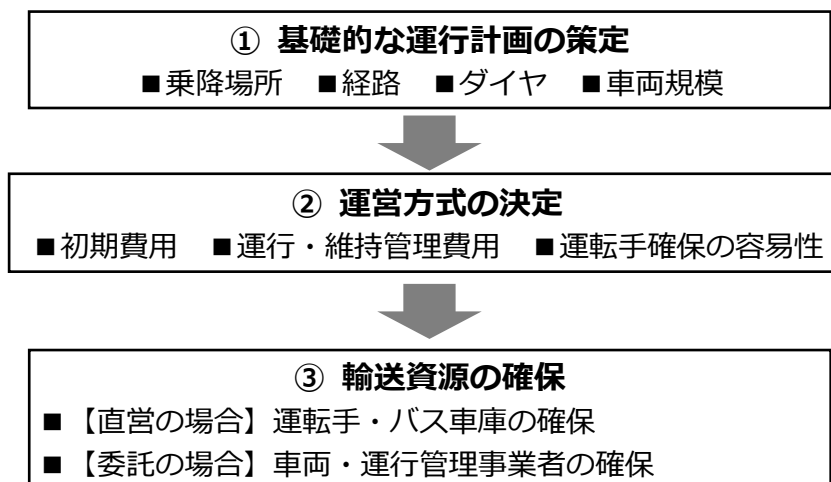 ① 基礎的な運行計画の策定
■乗降場所 ■経路 ■ダイヤ ■車両規模
② 運営方式の決定
■初期費用 ■運行・維持管理費用 ■運転手確保の容易性
③ 輸送資源の確保
■【直営の場合】運転手・バス車庫の確保
■【委託の場合】車両・運行管理事業者の確保